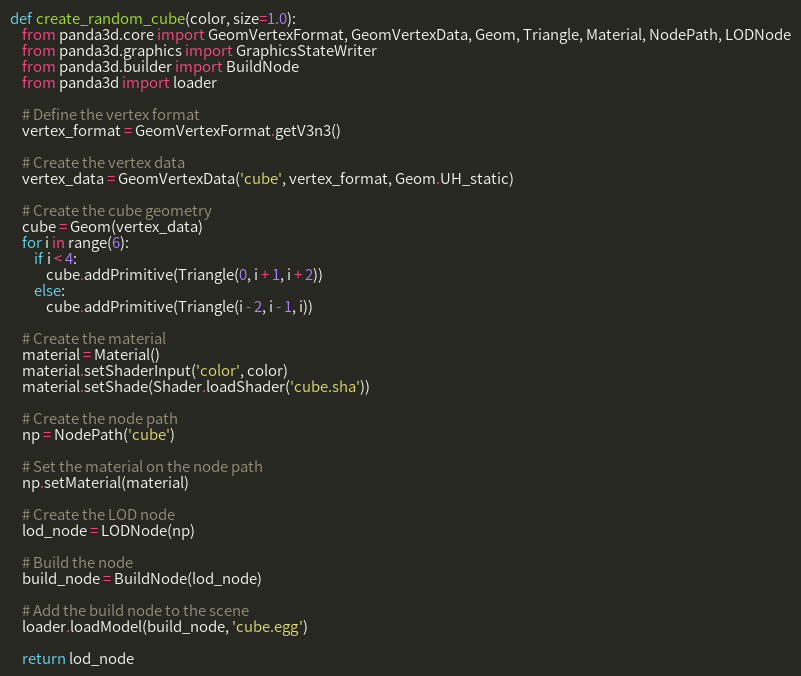 def create_random_cube(color, size=1.0):
from panda3d.core import GeomVertexFormat, GeomVertexData, Geom, Triangle, Material, NodePath, LODNode
from panda3d.graphics import GraphicsStateWriter
from panda3d.builder import BuildNode
from panda3d import loader
# Define the vertex format
vertex_format = GeomVertexFormat.getV3n3()
# Create the vertex data
vertex_data = GeomVertexData('cube', vertex_format, Geom.UH_static)
# Create the cube geometry
cube = Geom(vertex_data)
for i in range(6):
if i < 4:
cube.addPrimitive(Triangle(0, i + 1, i + 2))
else:
cube.addPrimitive(Triangle(i - 2, i - 1, i))
# Create the material
material = Material()
material.setShaderInput('color', color)
material.setShade(Shader.loadShader('cube.sha'))
# Create the node path
np = NodePath('cube')
# Set the material on the node path
np.setMaterial(material)
# Create the LOD node
lod_node = LODNode(np)
# Build the node
build_node = BuildNode(lod_node)
# Add the build node to the scene
loader.loadModel(build_node, 'cube.egg')
return lod_node